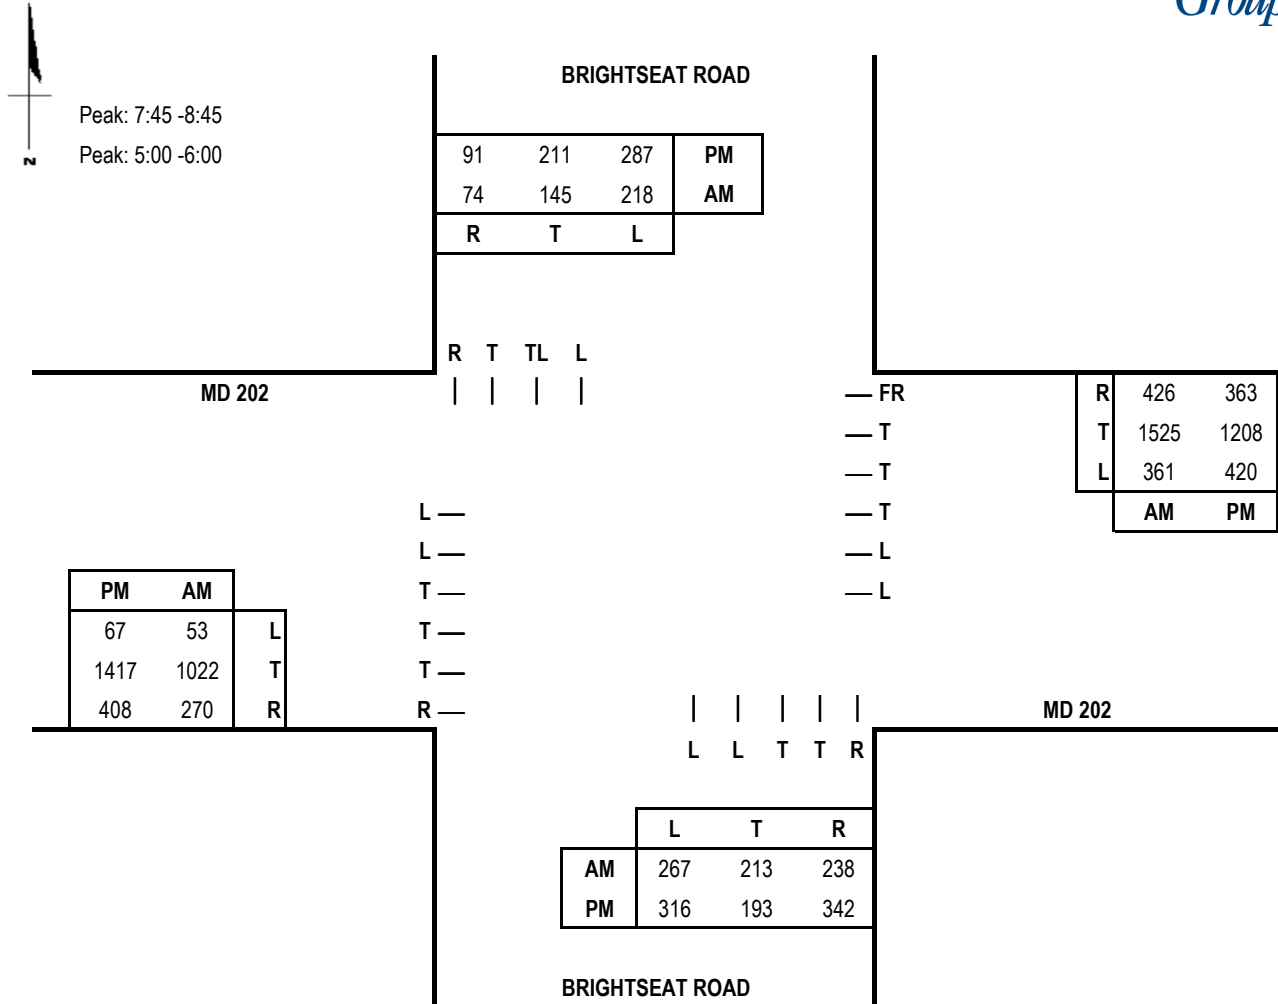 Group
BRIGHTSEAT ROAD
Peak: 7:45 -8:45
Peak: 5:00 -6:00
N
91 211 287 PM
74 145 218 AM
R T L
R T TL L
MD 202
FR
T
T
T
L
L
R 426 363
T 1525 1208
L 361 420
AM PM
L
L
T
T
T
R
PM AM
67 53 L
1417 1022 T
408 270 R
MD 202
L L T T R
L T R
AM 267 213 238
PM 316 193 342
BRIGHTSEAT ROAD